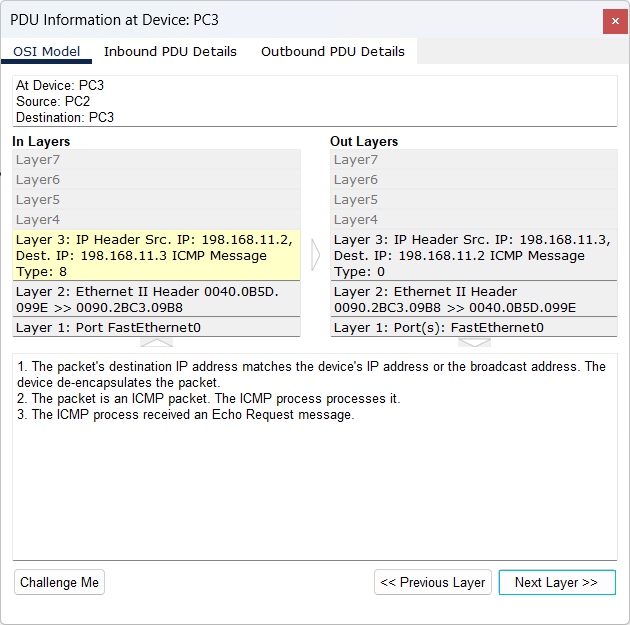 PDU Information at Device: PC3
OSI Model Inbound PDU Details Outbound PDU Details
At Device: PC3
Source: PC2
Destination: PC3
In Layers
Layer7
Layer6
Layer5
Layer4
Layer 3: IP Header Src. IP: 198.168.11.2,
Dest. IP: 198.168.11.3 ICMP Message
Type: 8
Layer 2: Ethernet II Header 0040.0B5D.
099E >> 0090.2BC3.09B8
Layer 1: Port FastEthernet0
Out Layers
Layer7
Layer6
Layer5
Layer4
Layer 3: IP Header Src. IP: 198.168.11.3,
Dest. IP: 198.168.11.2 ICMP Message
Type: 0
Layer 2: Ethernet II Header
0090.2BC3.09B8 >> 0040.0B5D.099E
Layer 1: Port(s): FastEthernet0
1. The packet's destination IP address matches the device's IP address or the broadcast address. The
device de-encapsulates the packet.
2. The packet is an ICMP packet. The ICMP process processes it.
3. The ICMP process received an Echo Request message.
Challenge Me << Previous Layer Next Layer >>